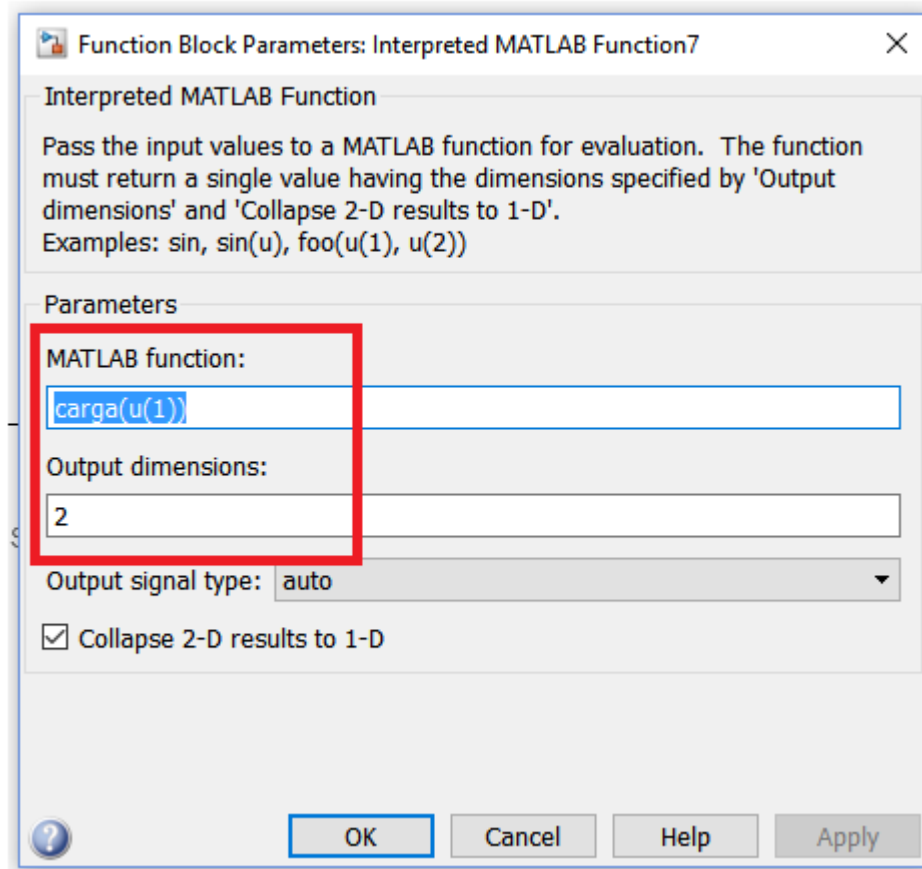 Function Block Parameters: Interpreted MATLAB Function7
Interpreted MATLAB Function
Pass the input values to a MATLAB function for evaluation. The function
must return a single value having the dimensions specified by 'Output
dimensions' and 'Collapse 2-D results to 1-D'.
Examples: sin, sin(u), foo(u(1), u(2))
Parameters
MATLAB function:
carga(u(1))
Output dimensions:
2
Output signal type: auto
Collapse 2-D results to 1-D
OK Cancel Help Apply